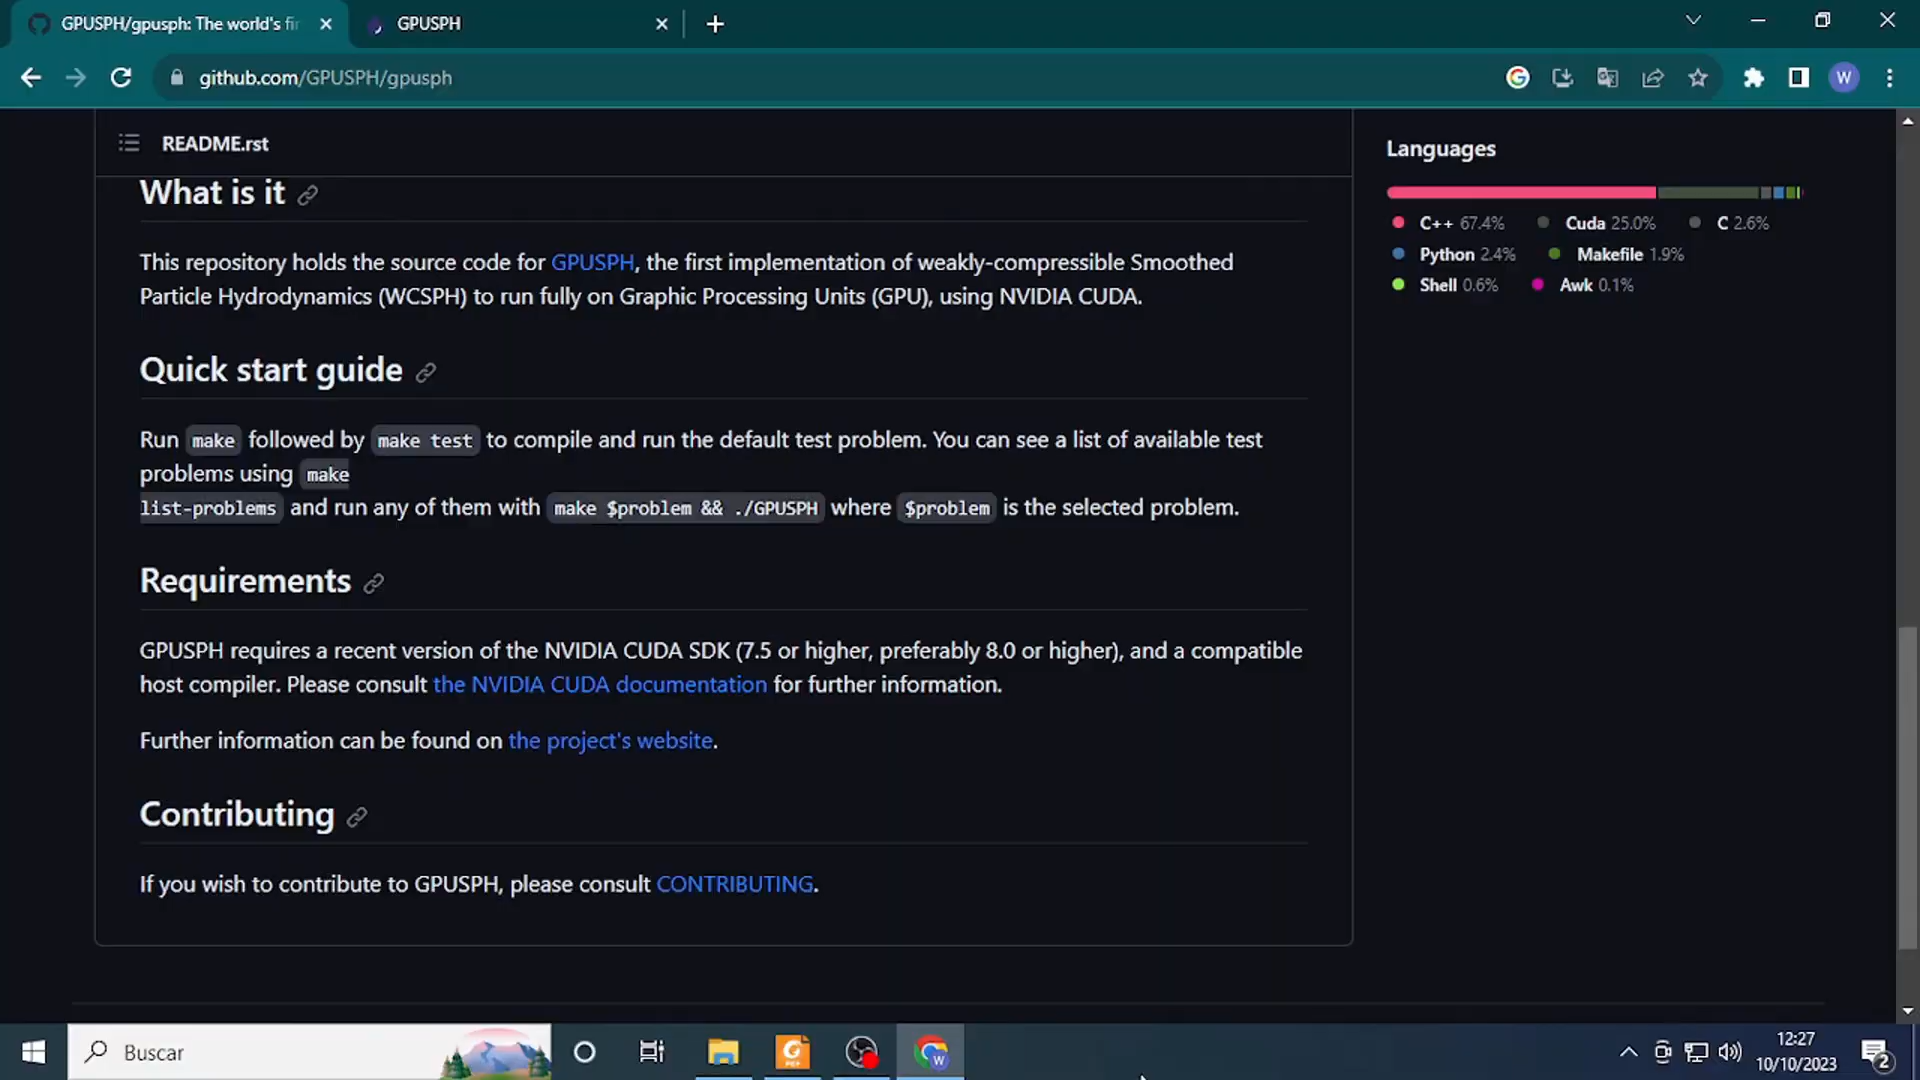 GPUSPH/gpusph: The world's fir
GPUSPH
github.com/GPUSPH/gpusph
W
README.rst
What is it
This repository holds the source code for GPUSPH, the first implementation of weakly-compressible Smoothed
Particle Hydrodynamics (WCSPH) to run fully on Graphic Processing Units (GPU), using NVIDIA CUDA.
Quick start guide
Run make followed by make test to compile and run the default test problem. You can see a list of available test
problems using make
list-problems and run any of them with make $problem && ./GPUSPH where $problem is the selected problem.
Requirements
GPUSPH requires a recent version of the NVIDIA CUDA SDK (7.5 or higher, preferably 8.0 or higher), and a compatible
host compiler. Please consult the NVIDIA CUDA documentation for further information.
Further information can be found on the project's website.
Contributing
If you wish to contribute to GPUSPH, please consult CONTRIBUTING.
Languages
C++ 67.4% Cuda 25.0% C 2.6%
Python 2.4% Makefile 1.9%
Shell 0.6% Awk 0.1%
Buscar
W
12:27
10/10/2023
2